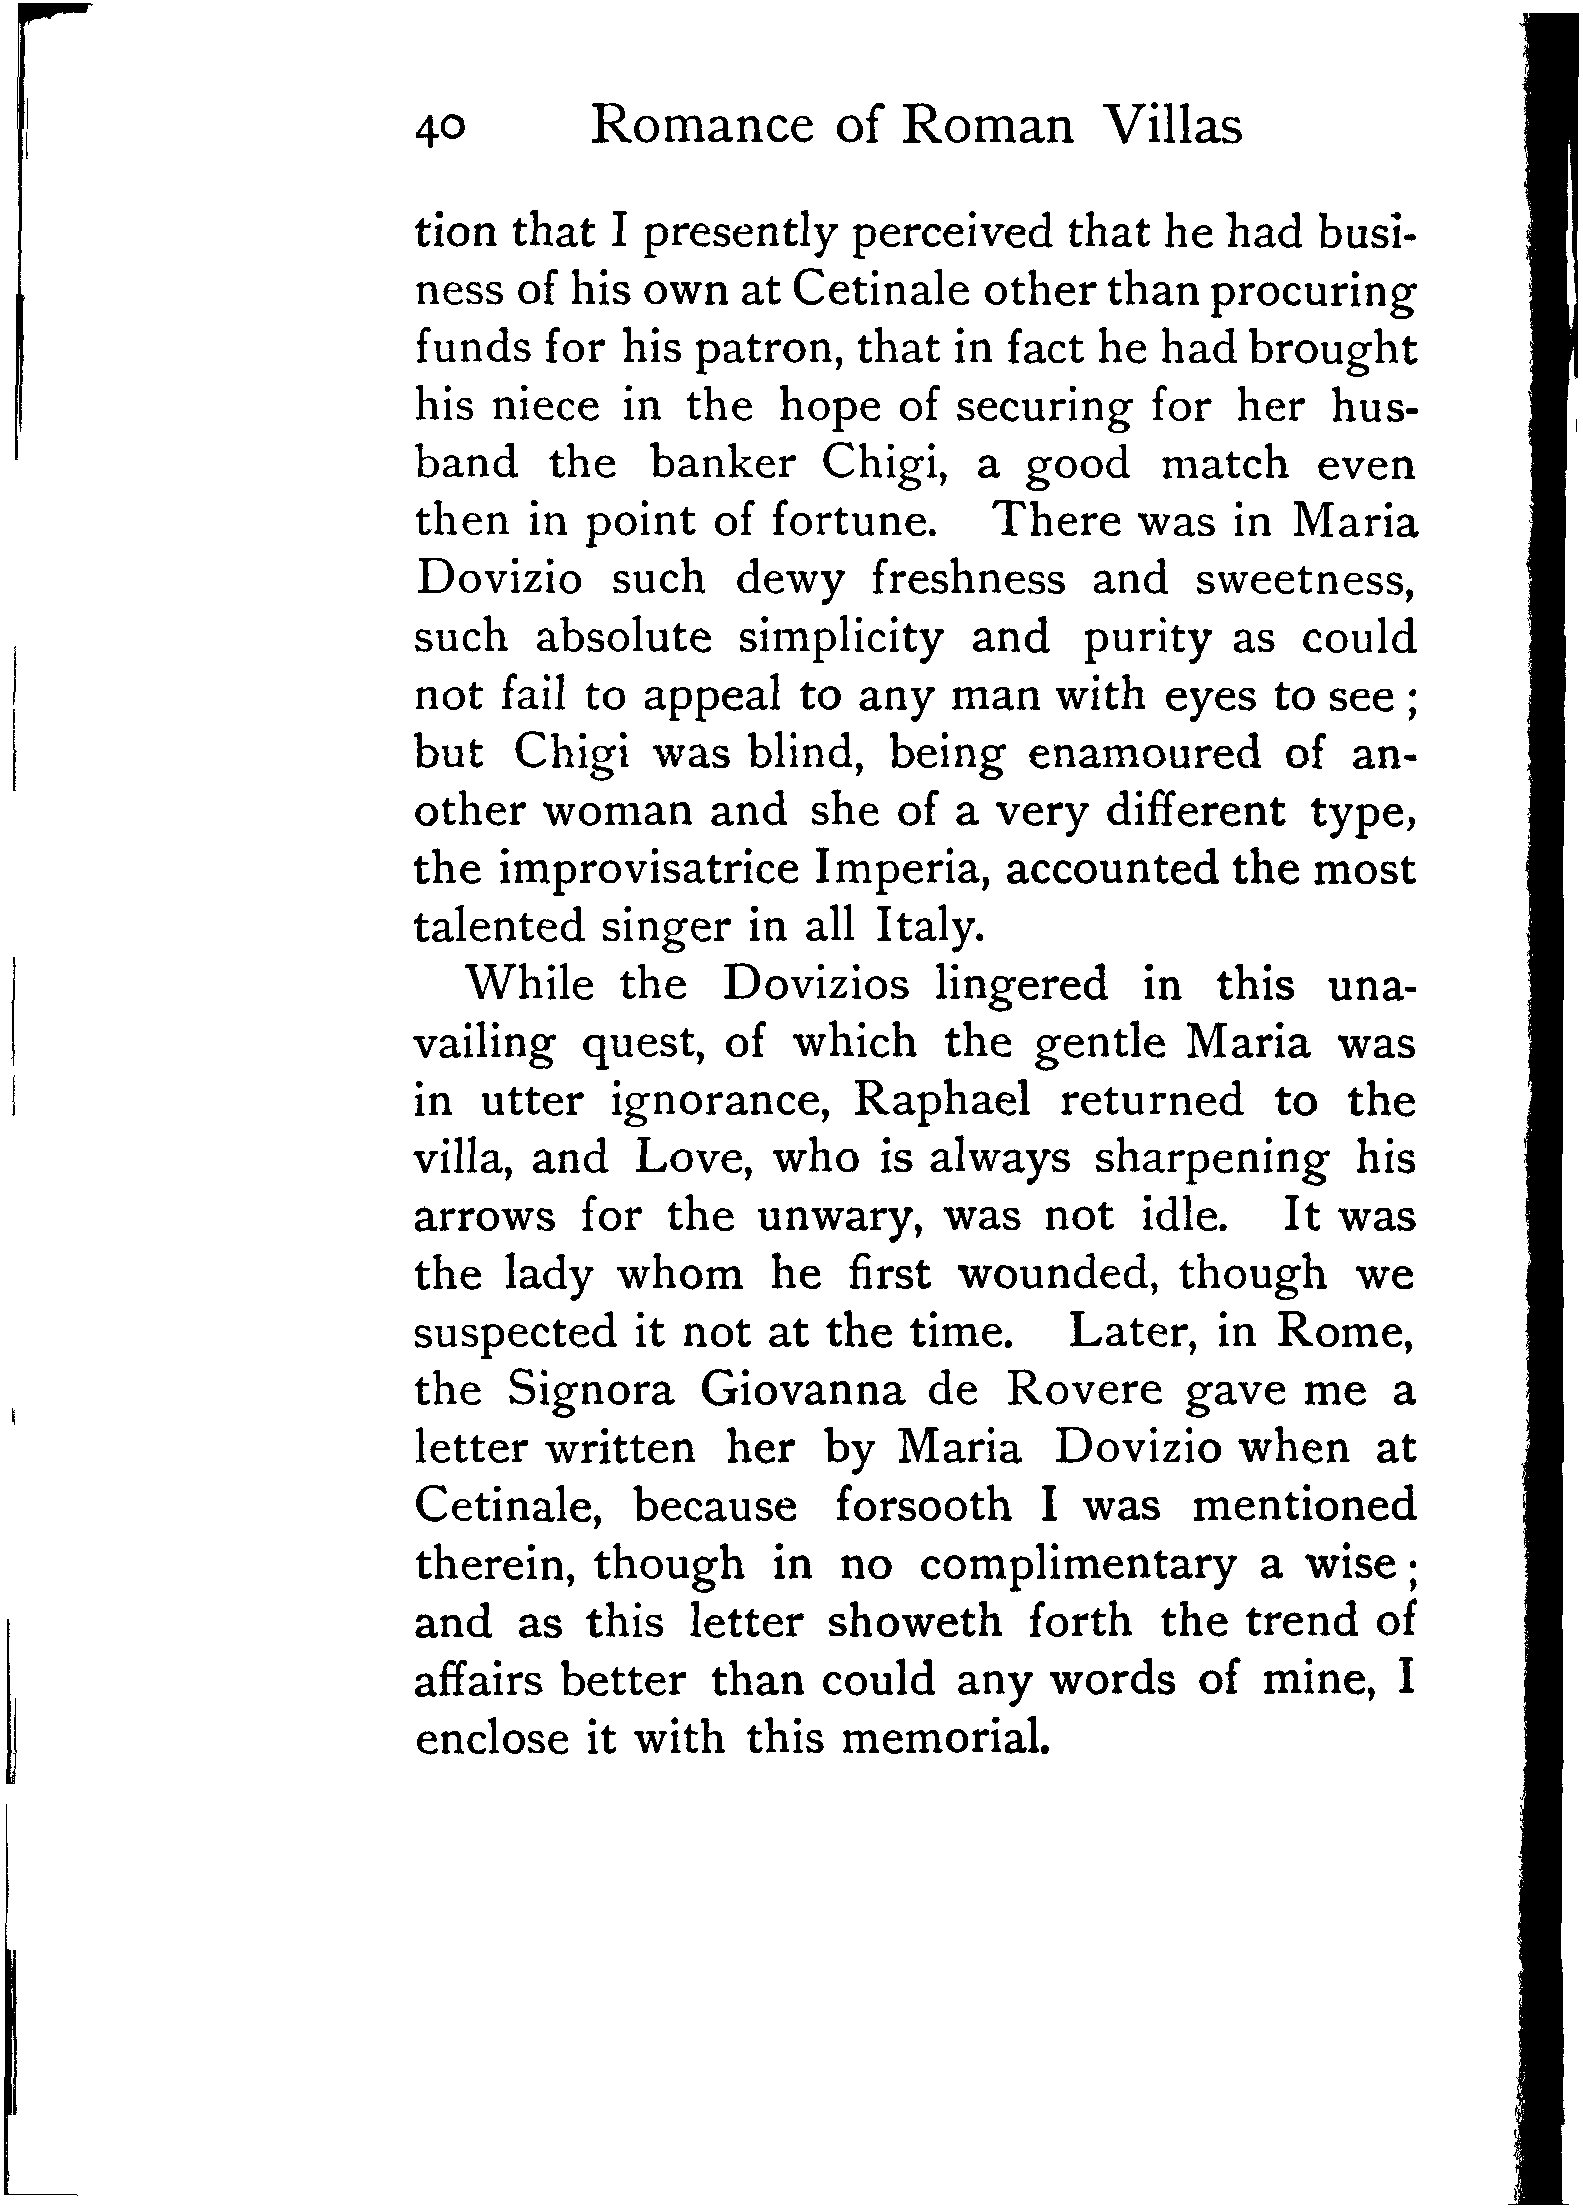 40 Romance of Roman Villas
tion that I presently perceived that he had busi-
ness of his own at Cetinale other than procuring
funds for his patron, that in fact he had brought
his niece in the hope of securing for her hus-
band the banker Chigi, a good match even
then in point of fortune. There was in Maria
Dovizio such dewy freshness and sweetness,
such absolute simplicity and purity as could
not fail to appeal to any man with eyes to see ;
but Chigi was blind, being enamoured of an-
other woman and she of a very different type,
the improvisatrice Imperia, accounted the most
talented singer in all Italy.
While the Dovizios lingered in this una-
vailing quest, of which the gentle Maria was
in utter ignorance, Raphael returned to the
villa, and Love, who is always sharpening his
arrows for the unwary, was not idle. It was
the lady whom he first wounded, though we
suspected it not at the time. Later, in Rome,
the Signora Giovanna de Rovere gave me a
letter written her by Maria Dovizio when at
Cetinale, because forsooth I was mentioned
therein, though in no complimentary a wise ;
and as this letter showeth forth the trend of
affairs better than could any words of mine, I
enclose it with this memorial.